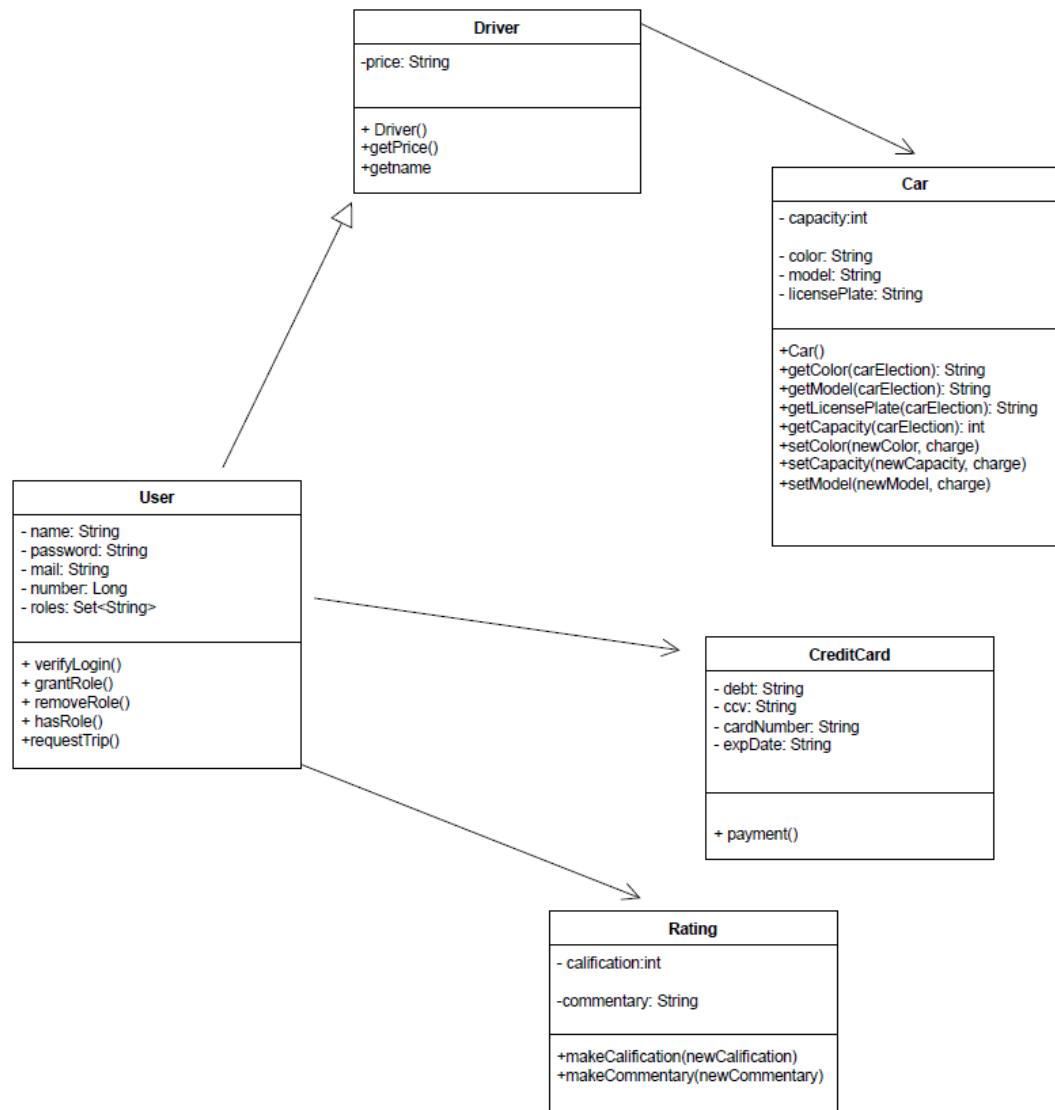 Driver
-price: String
+ Driver()
+getPrice()
+getname
Car
- capacity:int
- color: String
- model: String
- licensePlate: String
+Car()
+getColor(carElection): String
+getModel(carElection): String
+getLicensePlate(carElection): String
+getCapacity(carElection): int
+setColor(newColor, charge)
+setCapacity(newCapacity, charge)
+setModel(newModel, charge)
User
- name: String
- password: String
- mail: String
- number: Long
- roles: Set<String>
+ verifyLogin()
+ grantRole()
+ removeRole()
+ hasRole()
+requestTrip()
CreditCard
- debt: String
- ccv: String
- cardNumber: String
- expDate: String
+ payment()
Rating
- calification:int
-commentary: String
+makeCalification(newCalification)
+makeCommentary(newCommentary)